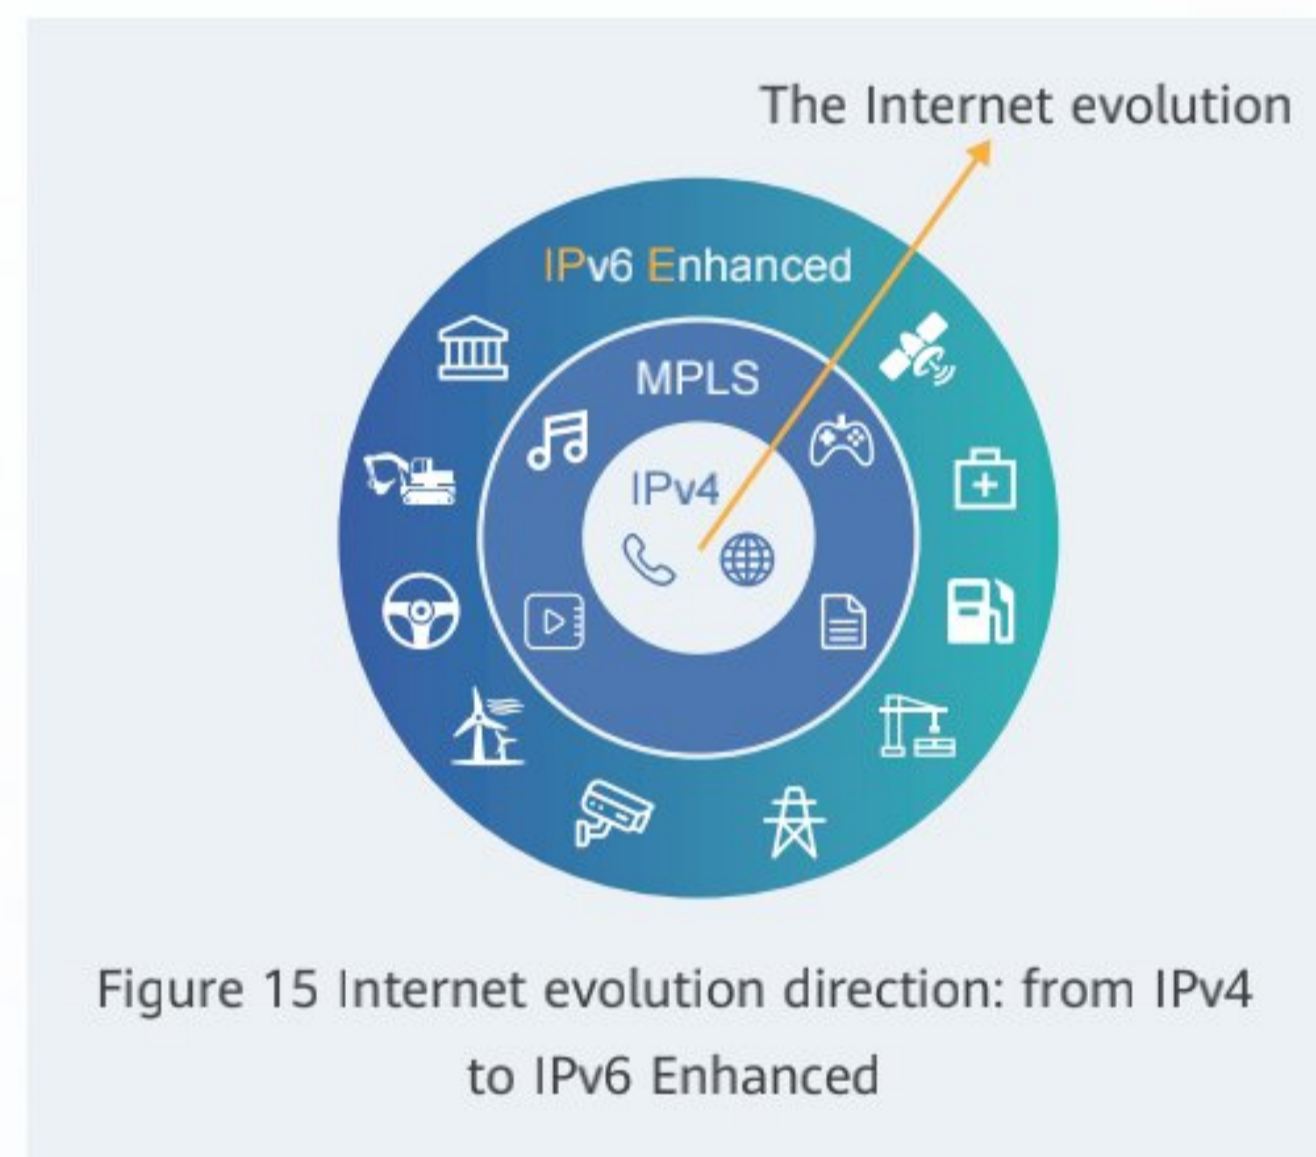 The Internet evolution
IPv6 Enhanced
MPLS
IPv4
Figure 15 Internet evolution direction: from IPv4
to IPv6 Enhanced